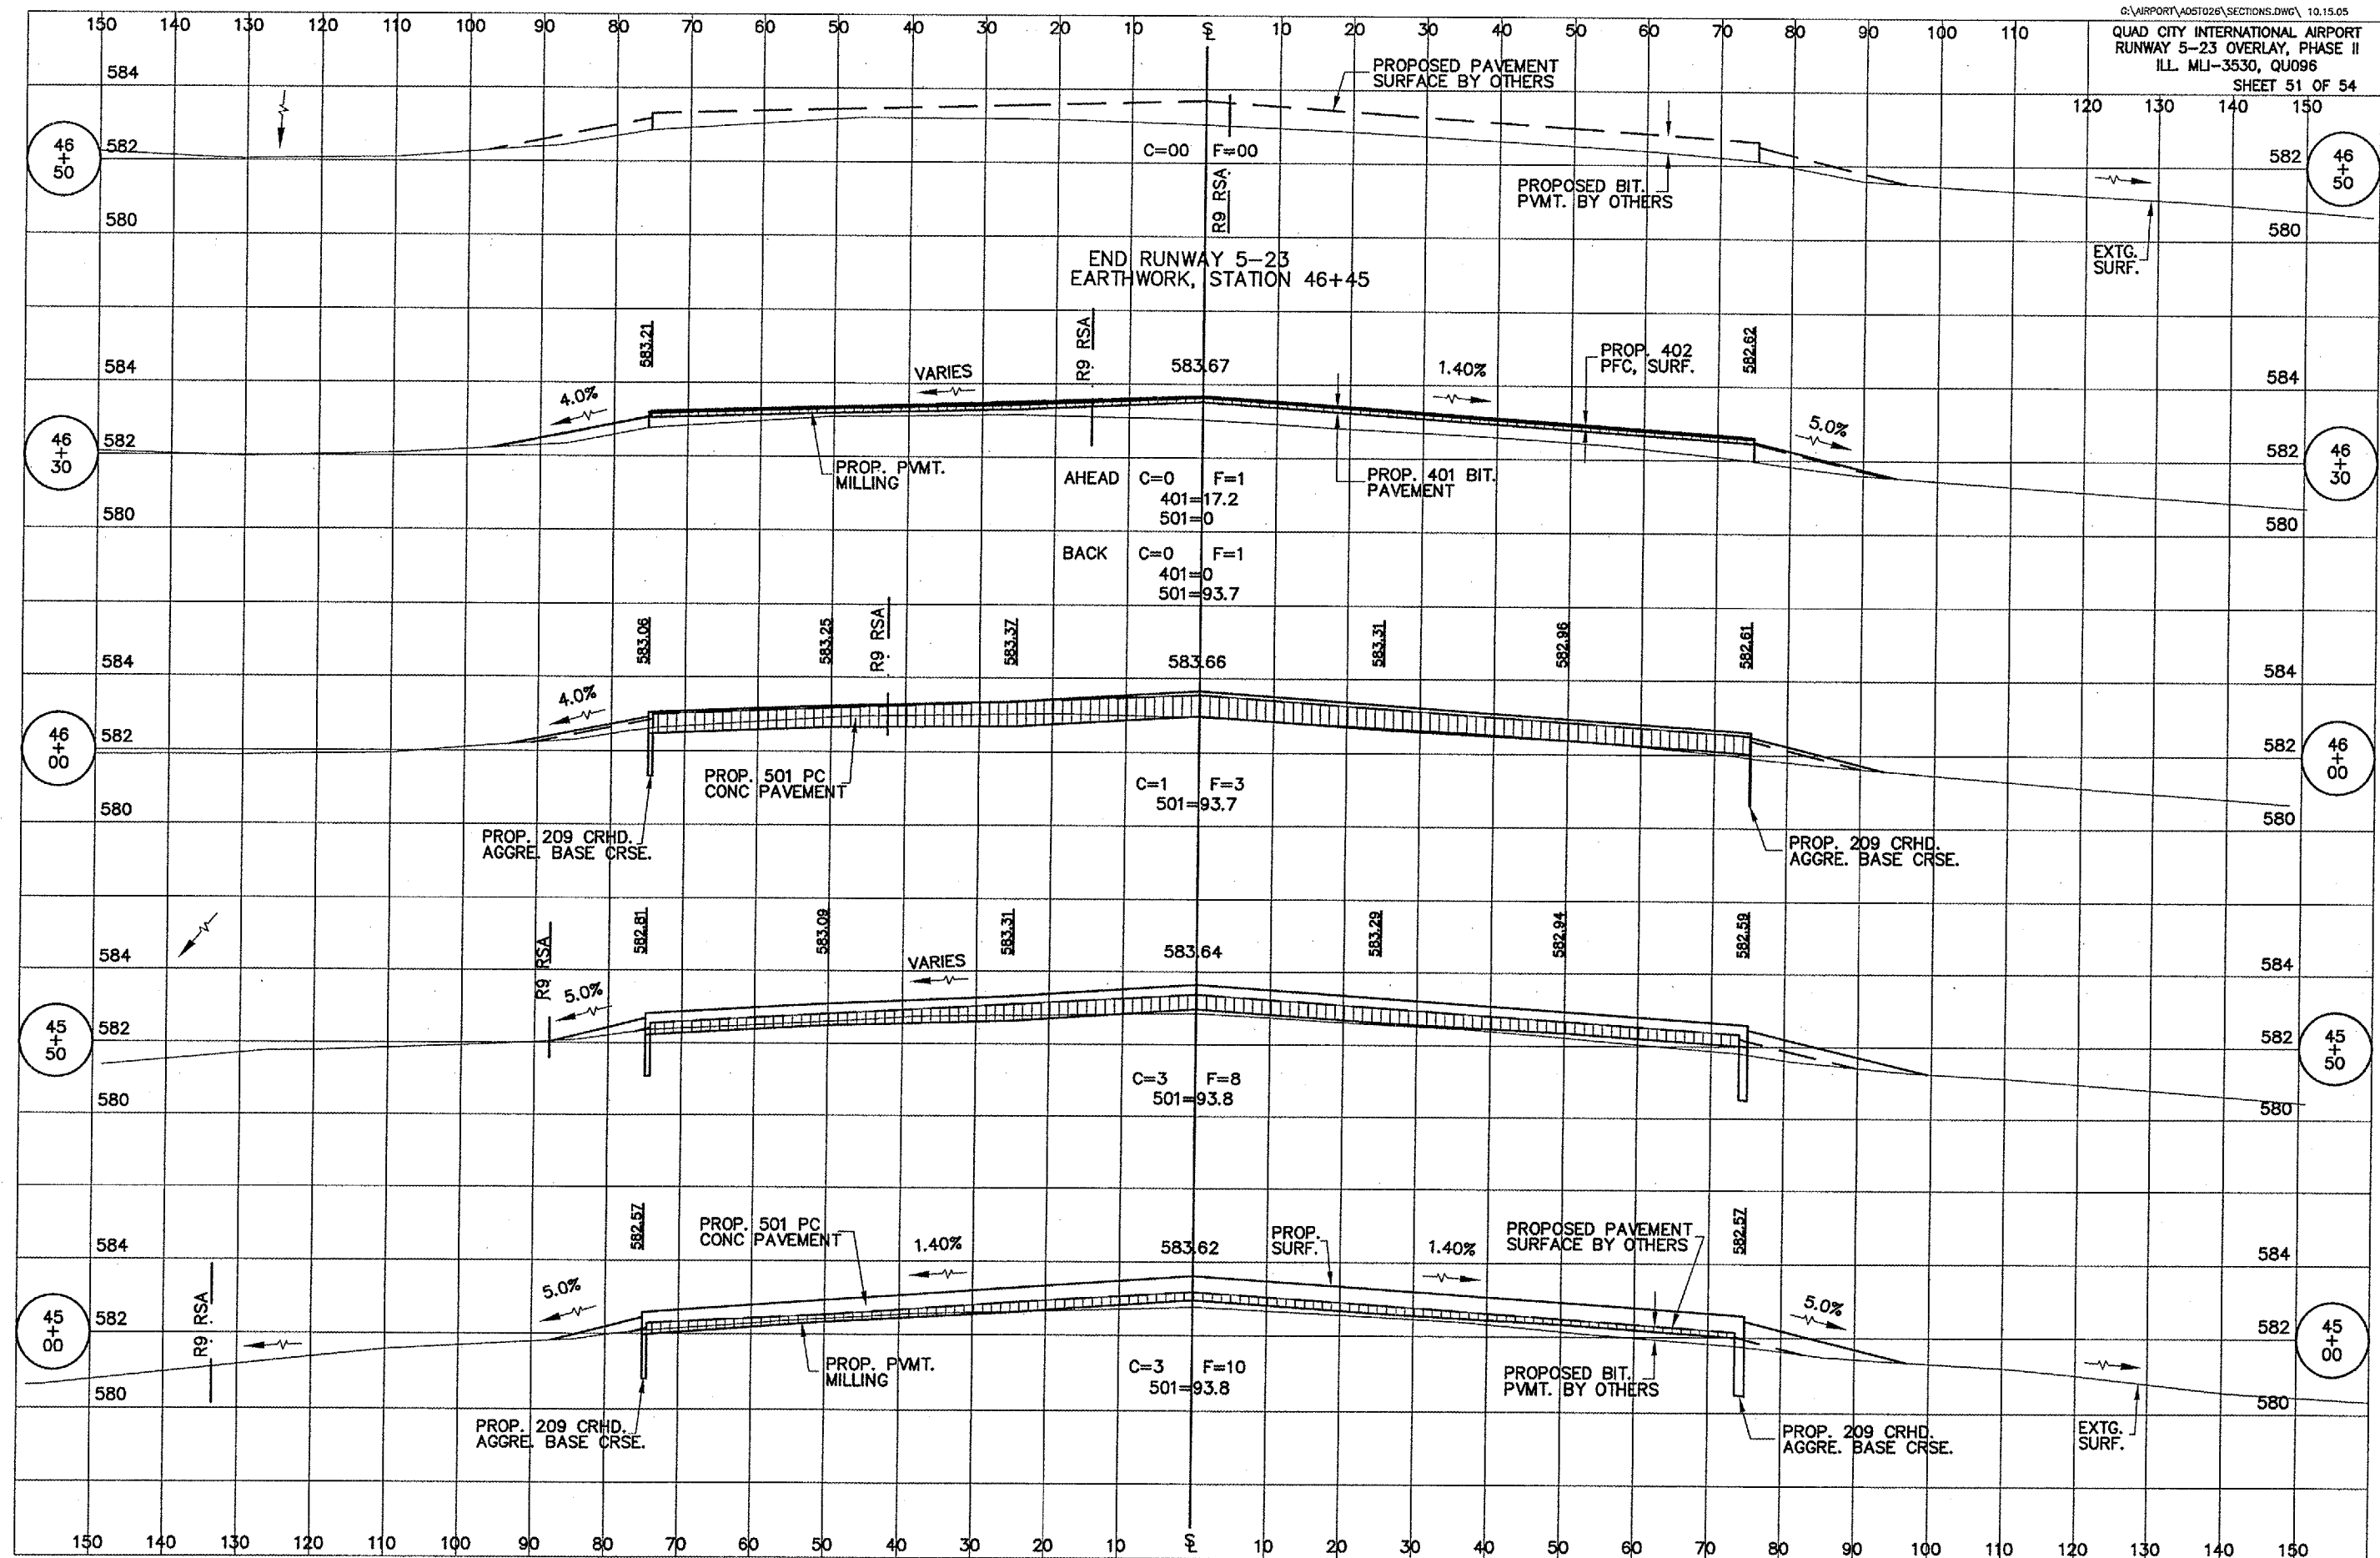 G:\AIRPORT\A05T026\SECTIONS.DWG\ 10.15.05
QUAD CITY INTERNATIONAL AIRPORT
RUNWAY 5-23 OVERLAY, PHASE II
ILL. MLI-3530, QU096
SHEET 51 OF 54
150 140 130 120 110 100 90 80 70 60 50 40 30 20 10 ℄ 10 20 30 40 50 60 70 80 90 100 110
120 130 140 150
584
PROPOSED PAVEMENT
SURFACE BY OTHERS
46
+
50
582
C=00 F=00
R9 RSA
PROPOSED BIT.
PVMT. BY OTHERS
582
46
+
50
580
580
EXTG.
SURF.
END RUNWAY 5-23
EARTHWORK, STATION 46+45
583.21
R9 RSA
582.62
584
4.0%
VARIES
583.67
1.40%
PROP. 402
PFC, SURF.
584
5.0%
46
+
30
582
PROP. PVMT.
MILLING
AHEAD C=0 F=1
401=17.2
501=0
PROP. 401 BIT.
PAVEMENT
582
46
+
30
580
580
BACK C=0 F=1
401=0
501=93.7
583.06
583.25
R9 RSA
583.37
583.31
582.96
582.61
584
583.66
584
4.0%
46
+
00
582
PROP. 501 PC
CONC PAVEMENT
C=1 F=3
501=93.7
582
46
+
00
580
580
PROP. 209 CRHD.
AGGRE. BASE CRSE.
PROP. 209 CRHD.
AGGRE. BASE CRSE.
R9 RSA
582.81
583.09
583.31
583.29
582.94
582.59
584
VARIES
583.64
584
5.0%
45
+
50
582
C=3 F=8
501=93.8
582
45
+
50
580
580
582.57
PROP. 501 PC
CONC PAVEMENT
PROP.
SURF.
PROPOSED PAVEMENT
SURFACE BY OTHERS
582.57
584
1.40%
583.62
1.40%
584
R9 RSA
5.0%
5.0%
45
+
00
582
PROP. PVMT.
MILLING
C=3 F=10
501=93.8
PROPOSED BIT.
PVMT. BY OTHERS
582
45
+
00
580
580
PROP. 209 CRHD.
AGGRE. BASE CRSE.
PROP. 209 CRHD.
AGGRE. BASE CRSE.
EXTG.
SURF.
150 140 130 120 110 100 90 80 70 60 50 40 30 20 10 ℄ 10 20 30 40 50 60 70 80 90 100 110 120 130 140 150